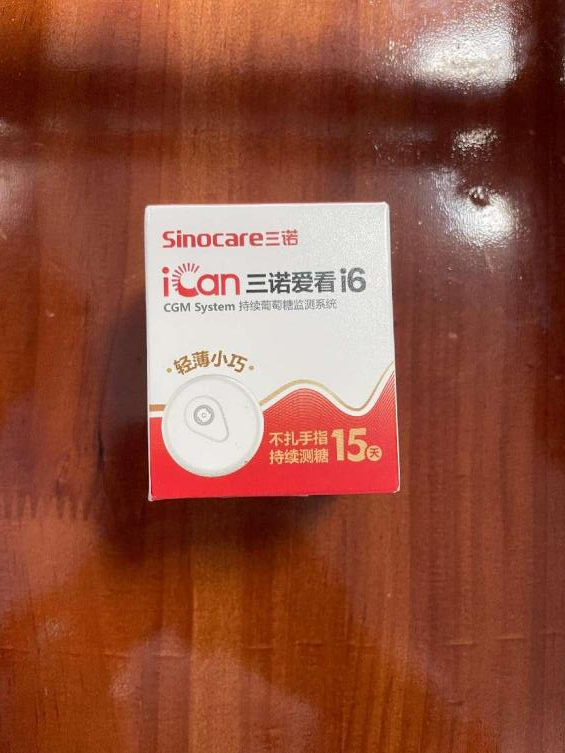 Sinocare三诺
iCan 三诺爱看 i6
CGM System 持续葡萄糖监测系统
·轻薄小巧·
不扎手指
持续测糖 15天